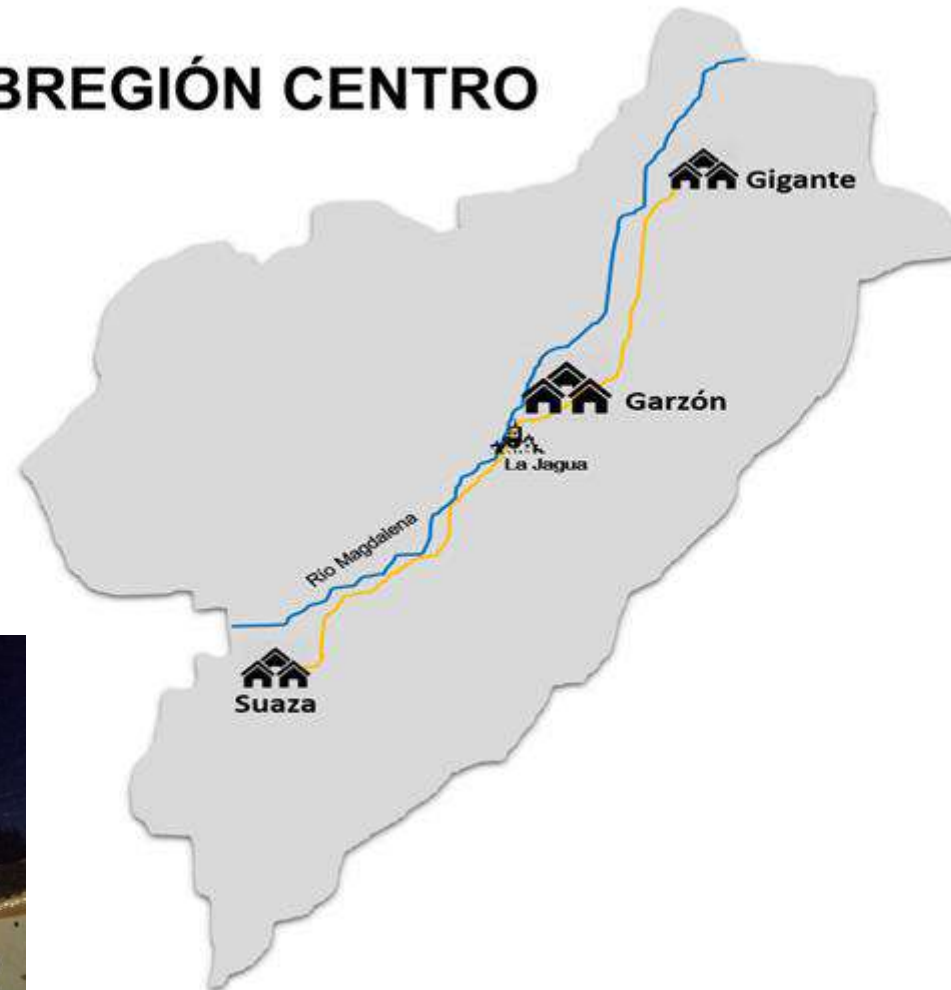 BREGIÓN CENTRO
Gigante
Garzón
La Jagua
Río Magdalena
Suaza